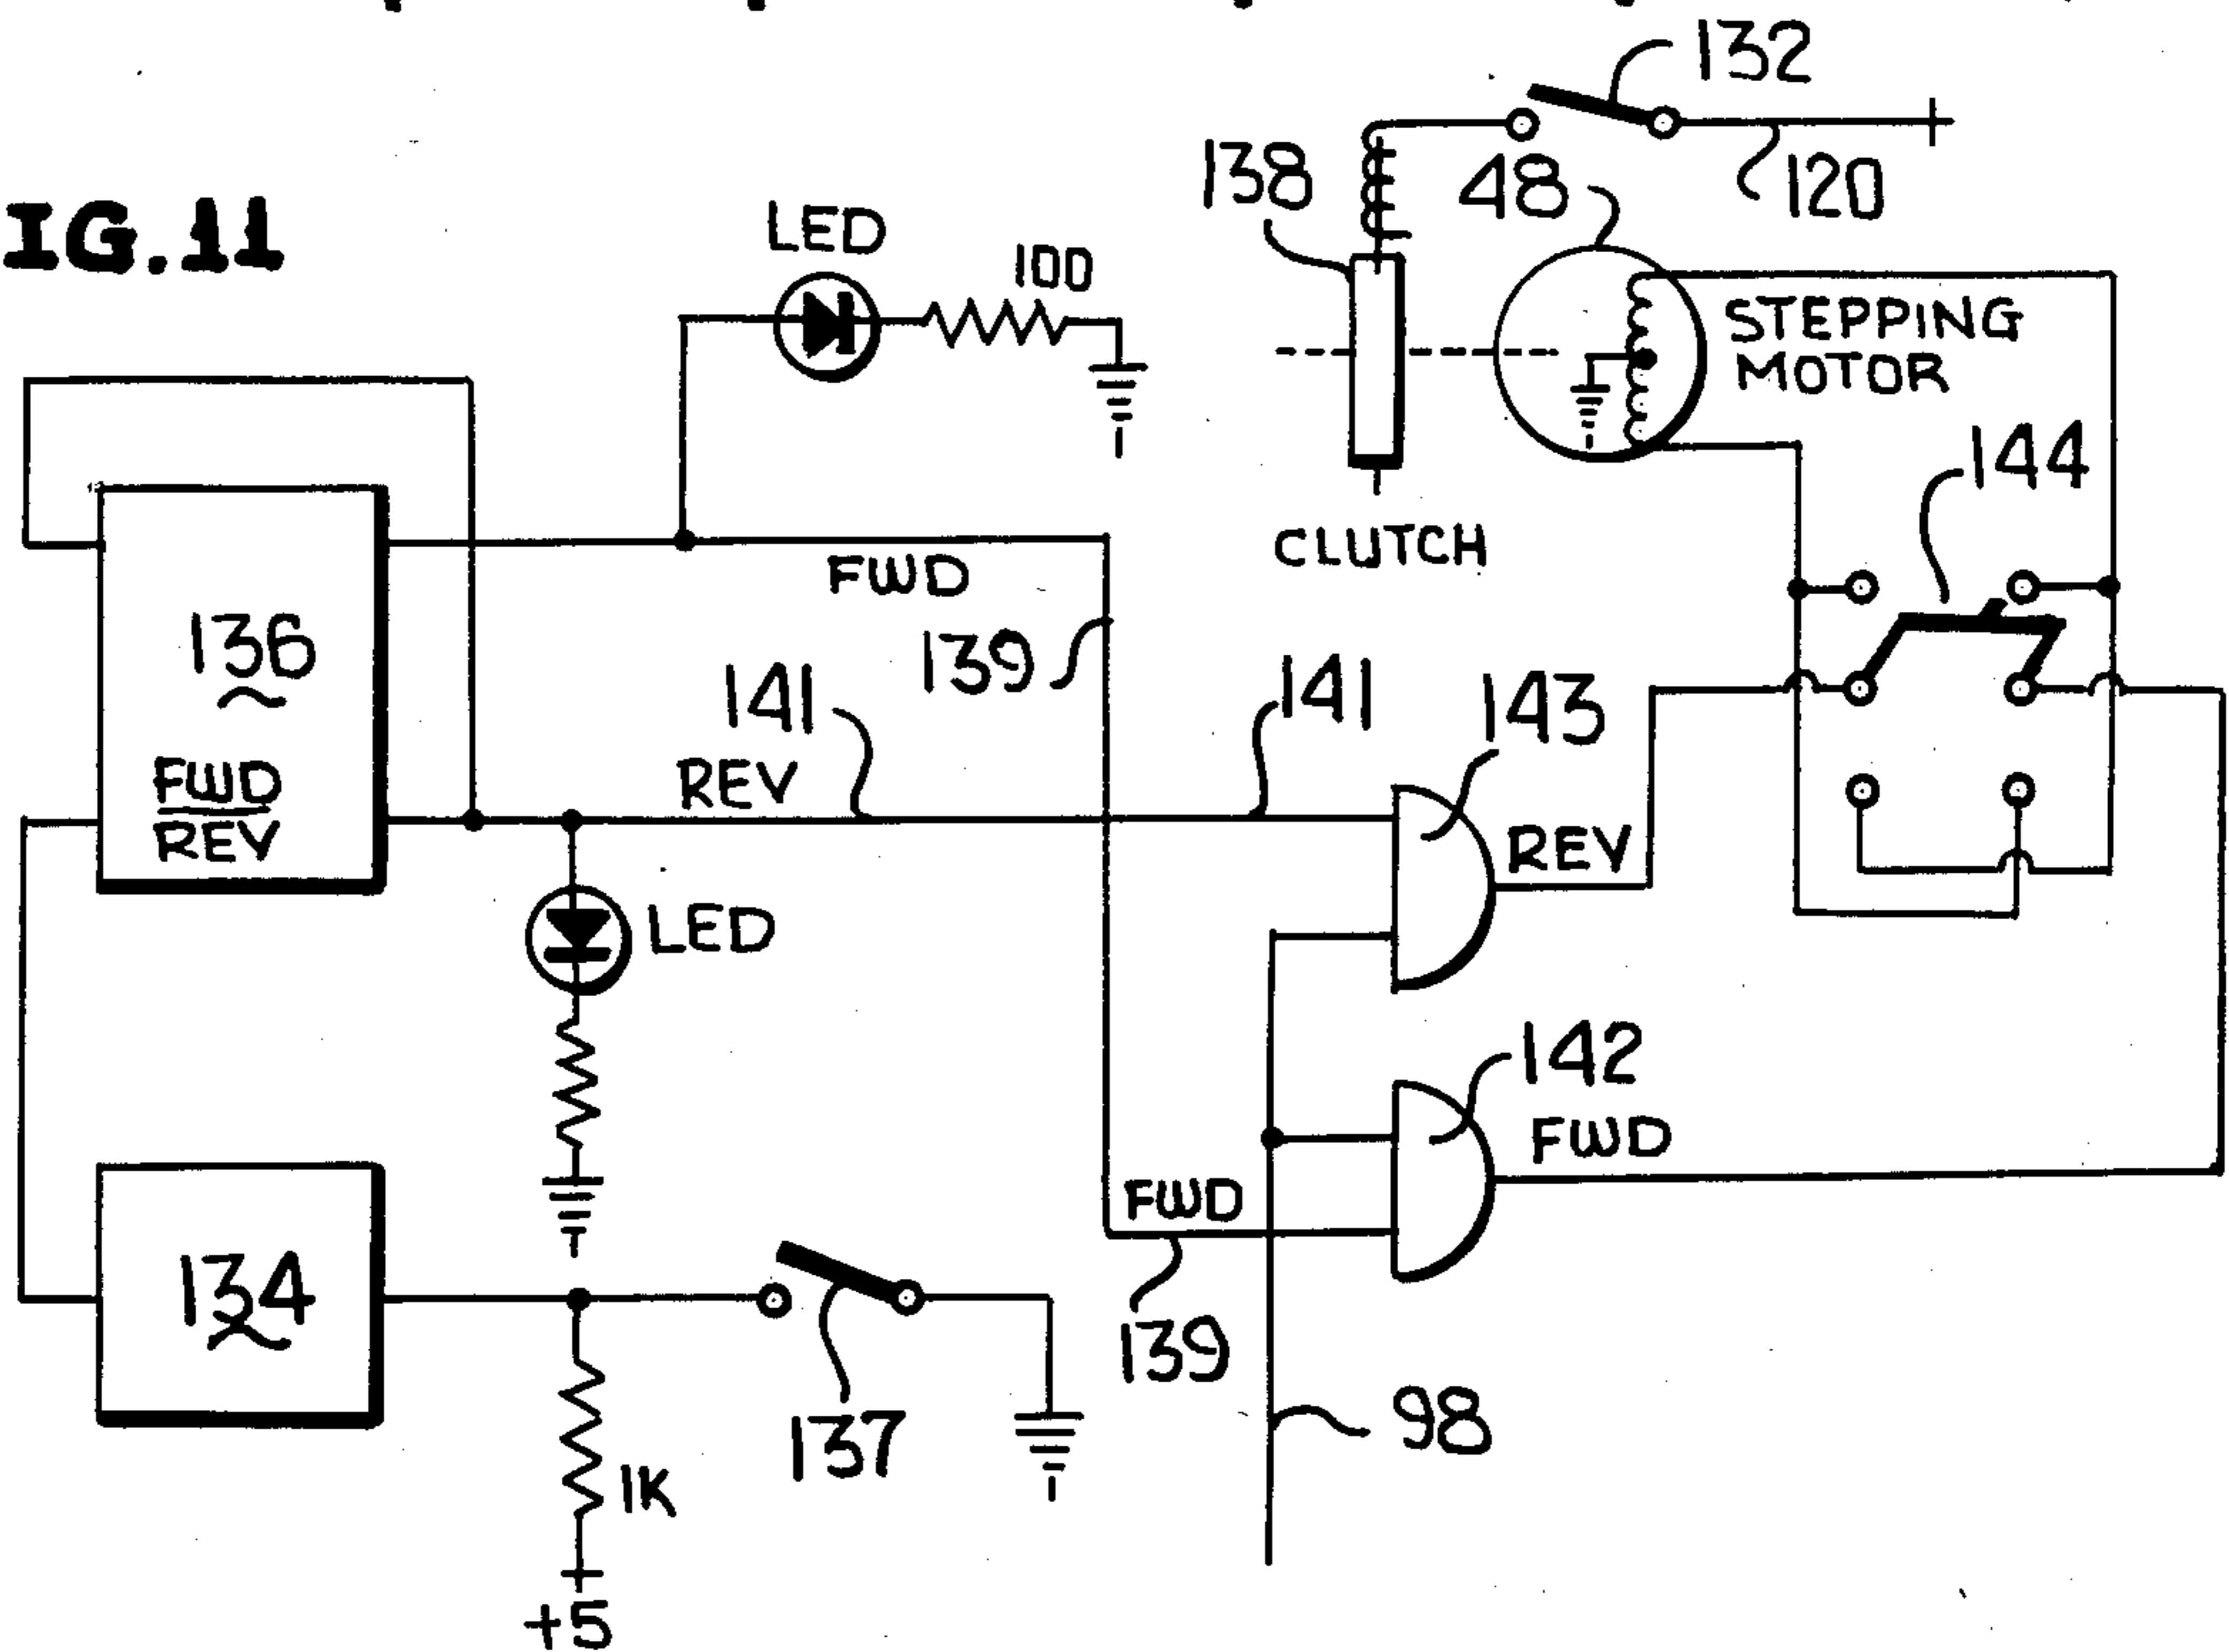 IG.11
132
138
48
120
LED
100
STEPPING
MOTOR
144
CLUTCH
FWD
136
139
141
141
143
REV
FWD
REV
REV
LED
142
FWD
FWD
134
139
137
98
1K
+5